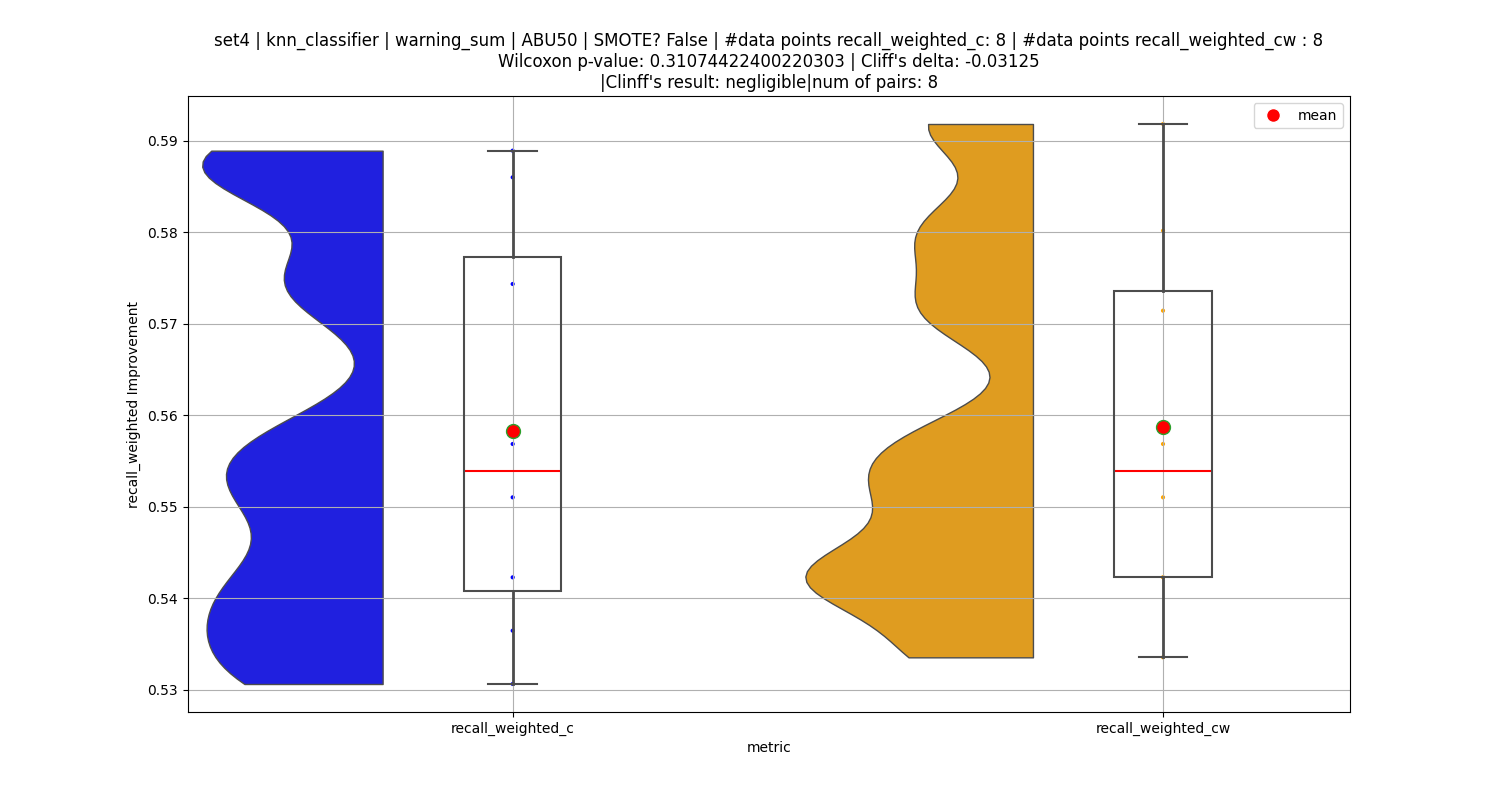 set4 | knn_classifier | warning_sum | ABU50 | SMOTE? False | #data points recall_weighted_c: 8 | #data points recall_weighted_cw : 8
Wilcoxon p-value: 0.31074422400220303 | Cliff's delta: -0.03125
|Clinff's result: negligible|num of pairs: 8
mean
recall_weighted Improvement
0.59
0.58
0.57
0.56
0.55
0.54
0.53
recall_weighted_c
recall_weighted_cw
metric